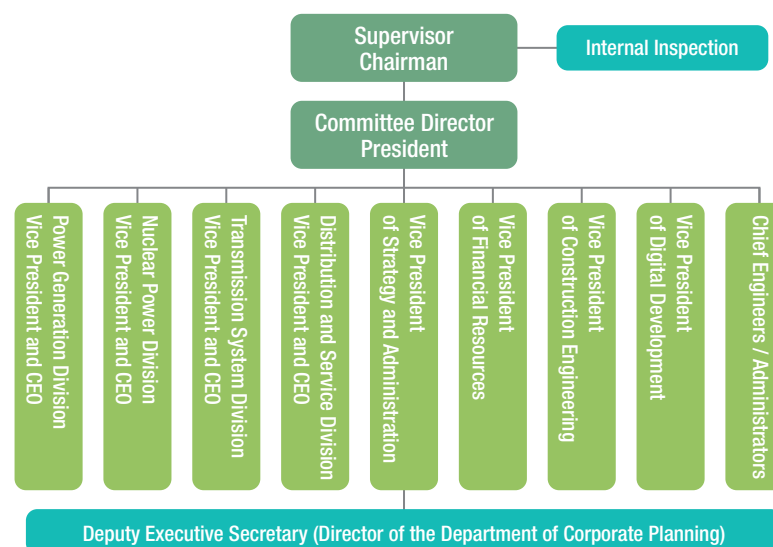 Supervisor
Chairman
Internal Inspection
Committee Director
President
Power Generation Division
Vice President and CEO
Nuclear Power Division
Vice President and CEO
Transmission System Division
Vice President and CEO
Distribution and Service Division
Vice President and CEO
Vice President
of Strategy and Administration
Vice President
of Financial Resources
Vice President
of Construction Engineering
Vice President
of Digital Development
Chief Engineers / Administrators
Deputy Executive Secretary (Director of the Department of Corporate Planning)